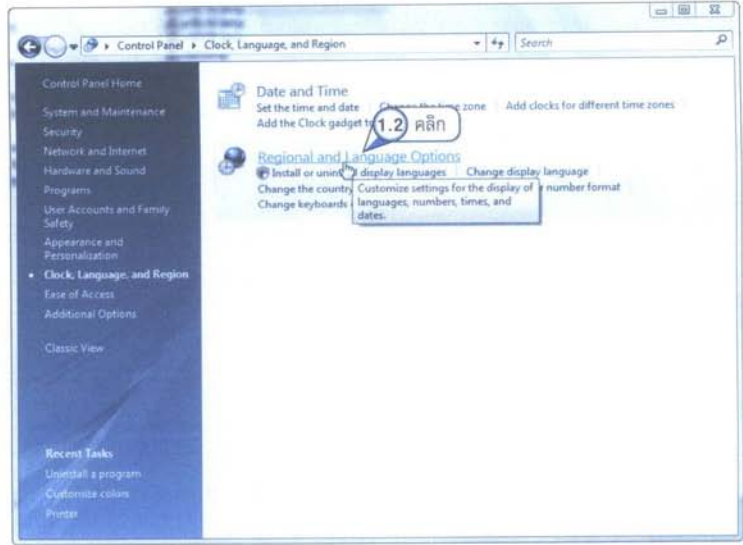 Control Panel ▸ Clock, Language, and Region
Search
Control Panel Home
System and Maintenance
Security
Network and Internet
Hardware and Sound
Programs
User Accounts and Family
Safety
Appearance and
Personalization
• Clock, Language, and Region
Ease of Access
Additional Options
Classic View
Recent Tasks
Uninstall a program
Customize colors
Printer
Date and Time
Set the time and date
zone
Add clocks for different time zones
Add the Clock gadget
1.2 คลิก
Regional and Language Options
Install or display languages
Change display language
Change the country
number format
Change keyboards
Customize settings for the display of
languages, numbers, times, and
dates.